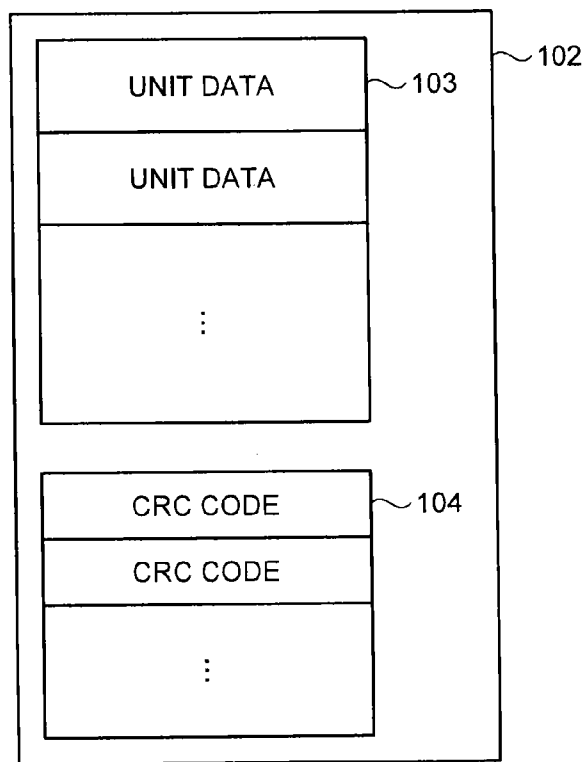 102
UNIT DATA 103
UNIT DATA
⋮
CRC CODE 104
CRC CODE
⋮